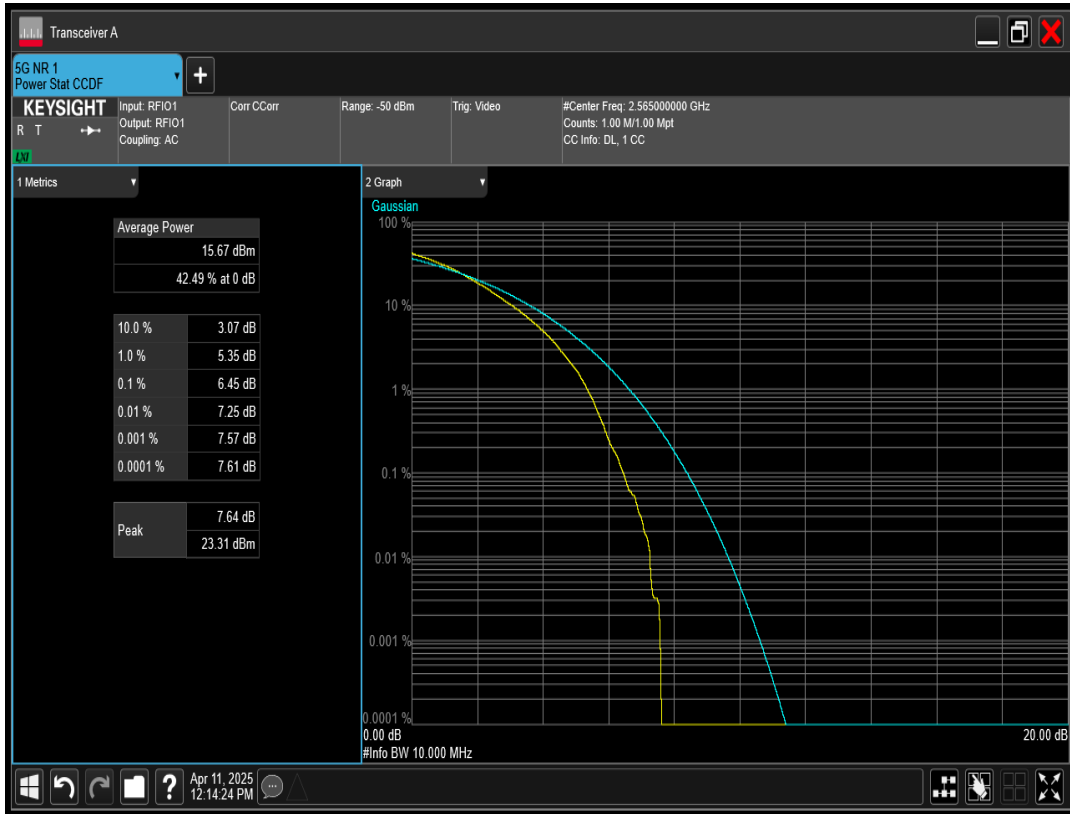 Transceiver A
5G NR 1
Power Stat CCDF
+
KEYSIGHT
R T
LXI
Input: RFIO1
Output: RFIO1
Coupling: AC
Corr CCorr
Range: -50 dBm
Trig: Video
#Center Freq: 2.565000000 GHz
Counts: 1.00 M/1.00 Mpt
CC Info: DL, 1 CC
1 Metrics
Average Power
15.67 dBm
42.49 % at 0 dB
10.0 % 3.07 dB
1.0 % 5.35 dB
0.1 % 6.45 dB
0.01 % 7.25 dB
0.001 % 7.57 dB
0.0001 % 7.61 dB
Peak 7.64 dB
23.31 dBm
2 Graph
Gaussian
100 %
10 %
1 %
0.1 %
0.01 %
0.001 %
0.0001 %
0.00 dB 20.00 dB
#Info BW 10.000 MHz
? Apr 11, 2025
12:14:24 PM